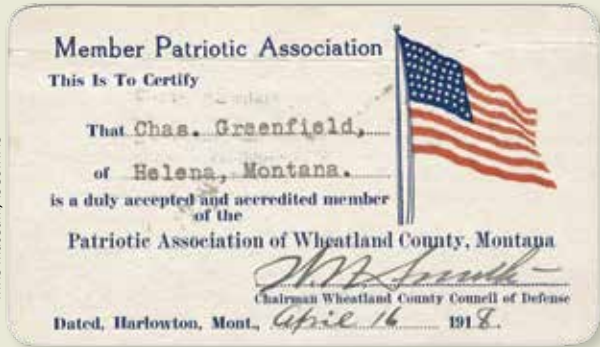 Member Patriotic Association
This Is To Certify
That Chas. Greenfield,
of Helena, Montana.
is a duly accepted and accredited member
of the
Patriotic Association of Wheatland County, Montana
Smith
Chairman Wheatland County Council of Defense
Dated, Harlowton, Mont., April 16 1918.